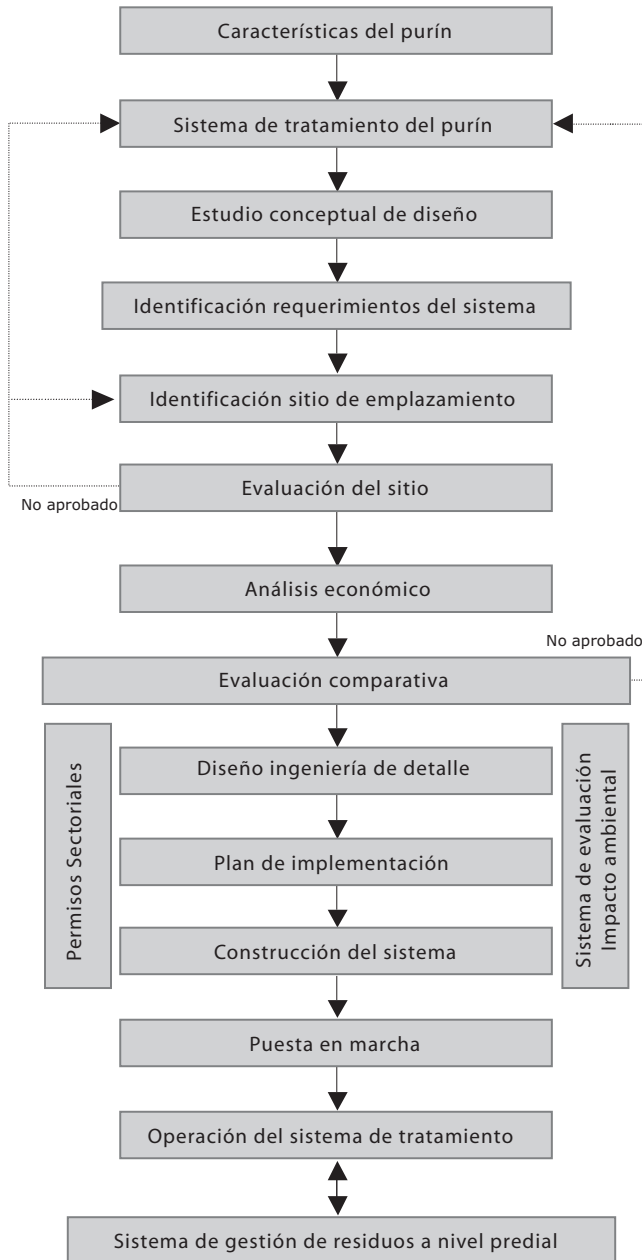 Características del purín
Sistema de tratamiento del purín
Estudio conceptual de diseño
Identificación requerimientos del sistema
Identificación sitio de emplazamiento
Evaluación del sitio
No aprobado
Análisis económico
No aprobado
Evaluación comparativa
Permisos Sectoriales
Diseño ingeniería de detalle
Plan de implementación
Construcción del sistema
Sistema de evaluación
Impacto ambiental
Puesta en marcha
Operación del sistema de tratamiento
Sistema de gestión de residuos a nivel predial